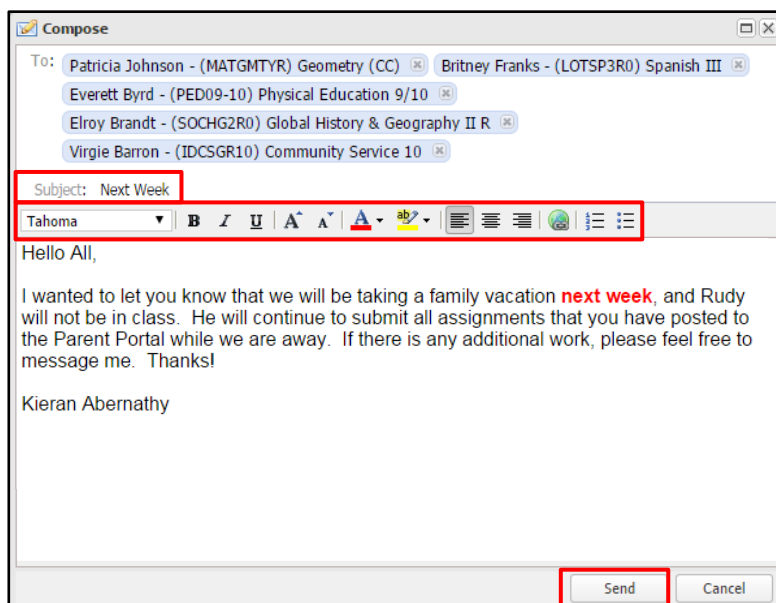 Compose
To: Patricia Johnson - (MATGMTYR) Geometry (CC) Britney Franks - (LOTSP3R0) Spanish III
Everett Byrd - (PED09-10) Physical Education 9/10
Elroy Brandt - (SOCHG2R0) Global History & Geography II R
Virgie Barron - (IDCSGR10) Community Service 10
Subject: Next Week
Tahoma B I U A A A ab
Hello All,
I wanted to let you know that we will be taking a family vacation next week, and Rudy
will not be in class. He will continue to submit all assignments that you have posted to
the Parent Portal while we are away. If there is any additional work, please feel free to
message me. Thanks!
Kieran Abernathy
Send Cancel